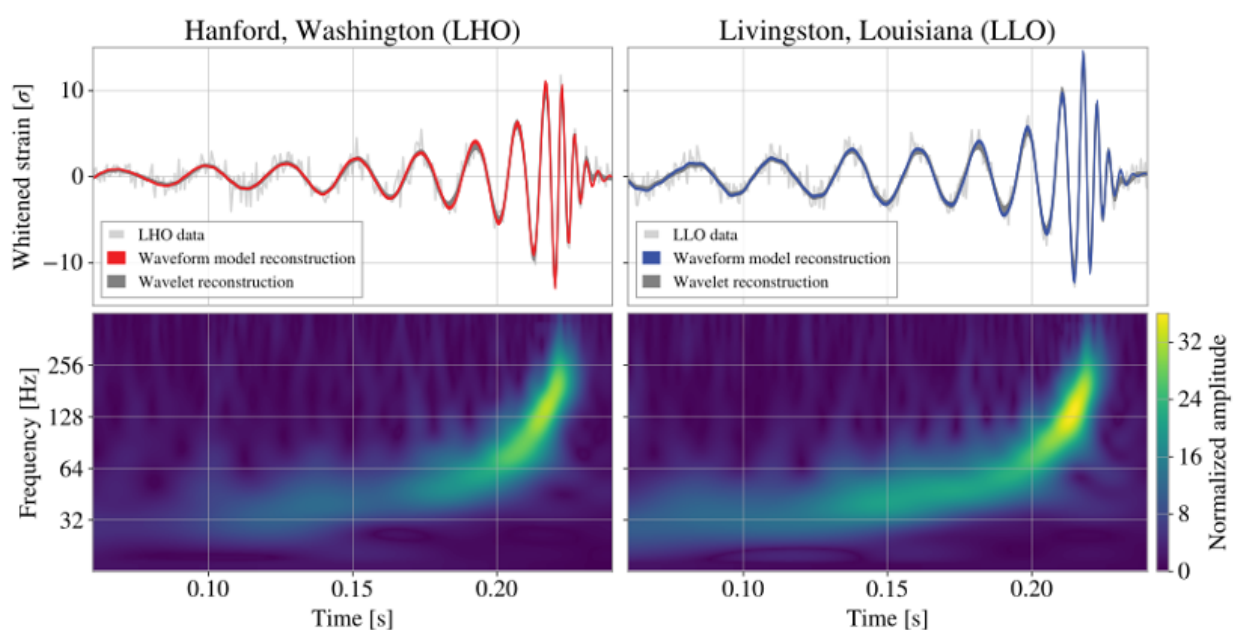 Hanford, Washington (LHO)
Livingston, Louisiana (LLO)
Whitened strain [σ]
10
0
−10
LHO data
Waveform model reconstruction
Wavelet reconstruction
LLO data
Waveform model reconstruction
Wavelet reconstruction
Frequency [Hz]
256
128
64
32
0.10
0.15
0.20
Time [s]
0.10
0.15
0.20
Time [s]
32
24
16
8
0
Normalized amplitude